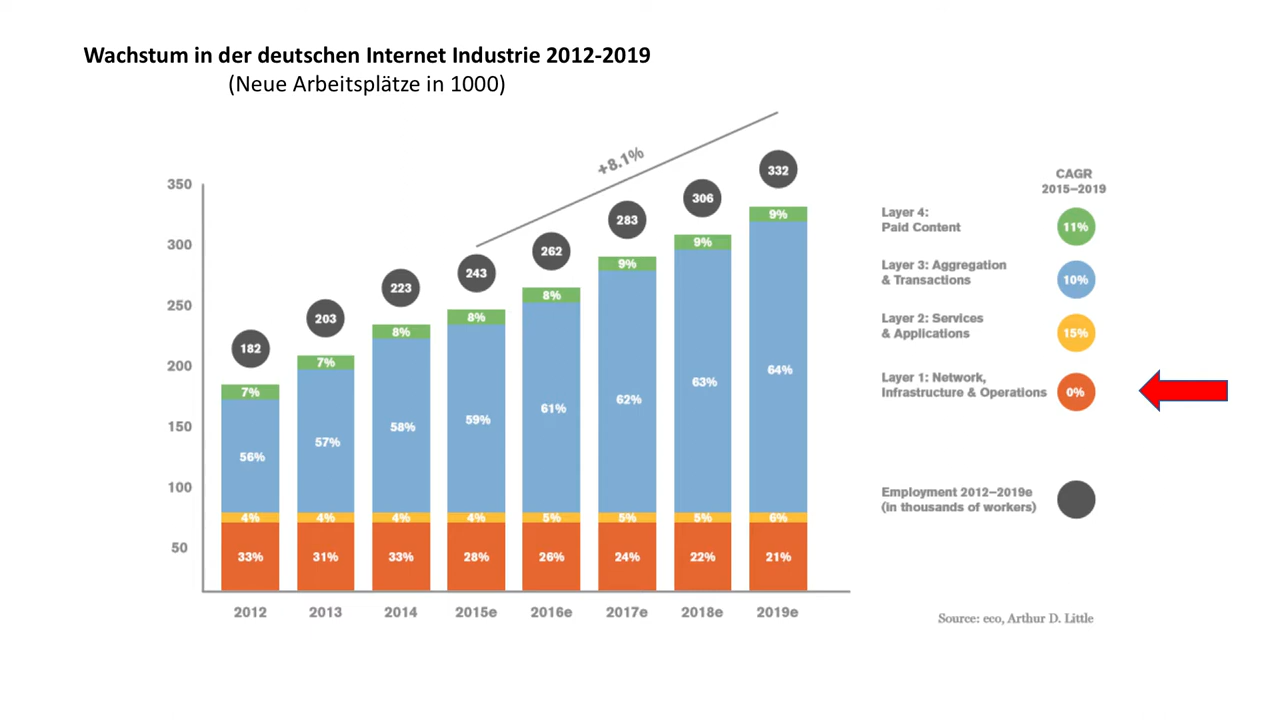 Wachstum in der deutschen Internet Industrie 2012-2019
(Neue Arbeitsplätze in 1000)
+8.1%
350
300
250
200
150
100
50
182
203
223
243
262
283
306
332
7%
7%
8%
8%
8%
9%
9%
9%
56%
57%
58%
59%
61%
62%
63%
64%
4%
4%
4%
4%
5%
5%
5%
6%
33%
31%
33%
28%
26%
24%
22%
21%
2012
2013
2014
2015e
2016e
2017e
2018e
2019e
CAGR
2015–2019
Layer 4:
Paid Content
11%
Layer 3: Aggregation
& Transactions
10%
Layer 2: Services
& Applications
15%
Layer 1: Network,
Infrastructure & Operations
0%
Employment 2012–2019e
(in thousands of workers)
Source: eco, Arthur D. Little